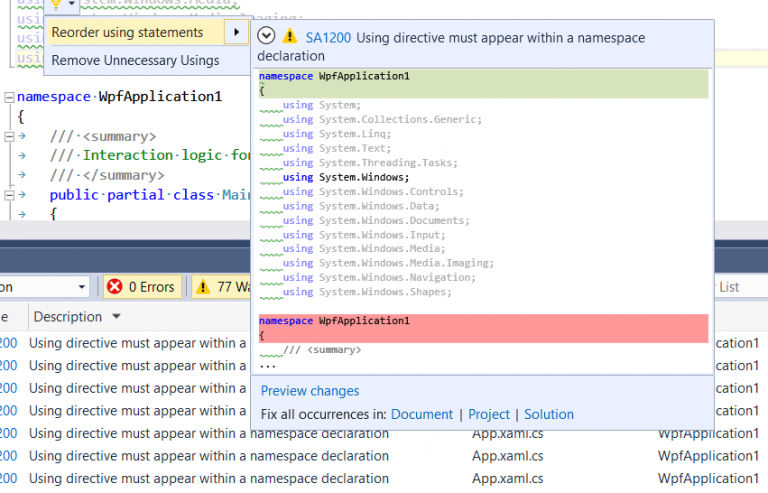 Reorder using statements
Remove Unnecessary Usings
SA1200 Using directive must appear within a namespace
declaration
namespace WpfApplication1
{
using System;
using System.Collections.Generic;
using System.Linq;
using System.Text;
using System.Threading.Tasks;
using System.Windows;
using System.Windows.Controls;
using System.Windows.Data;
using System.Windows.Documents;
using System.Windows.Input;
using System.Windows.Media;
using System.Windows.Media.Imaging;
using System.Windows.Navigation;
using System.Windows.Shapes;
namespace WpfApplication1
{
/// <summary>
...
Preview changes
Fix all occurrences in: Document | Project | Solution
namespace WpfApplication1
{
/// <summary>
/// Interaction logic for
/// </summary>
public partial class Mai
{
0 Errors
77 Wa
List
Description
200 Using directive must appear within a cation1
200 Using directive must appear within a cation1
200 Using directive must appear within a cation1
200 Using directive must appear within a cation1
200 Using directive must appear within a namespace declaration App.xaml.cs WpfApplication1
200 Using directive must appear within a namespace declaration App.xaml.cs WpfApplication1
200 Using directive must appear within a namespace declaration App.xaml.cs WpfApplication1